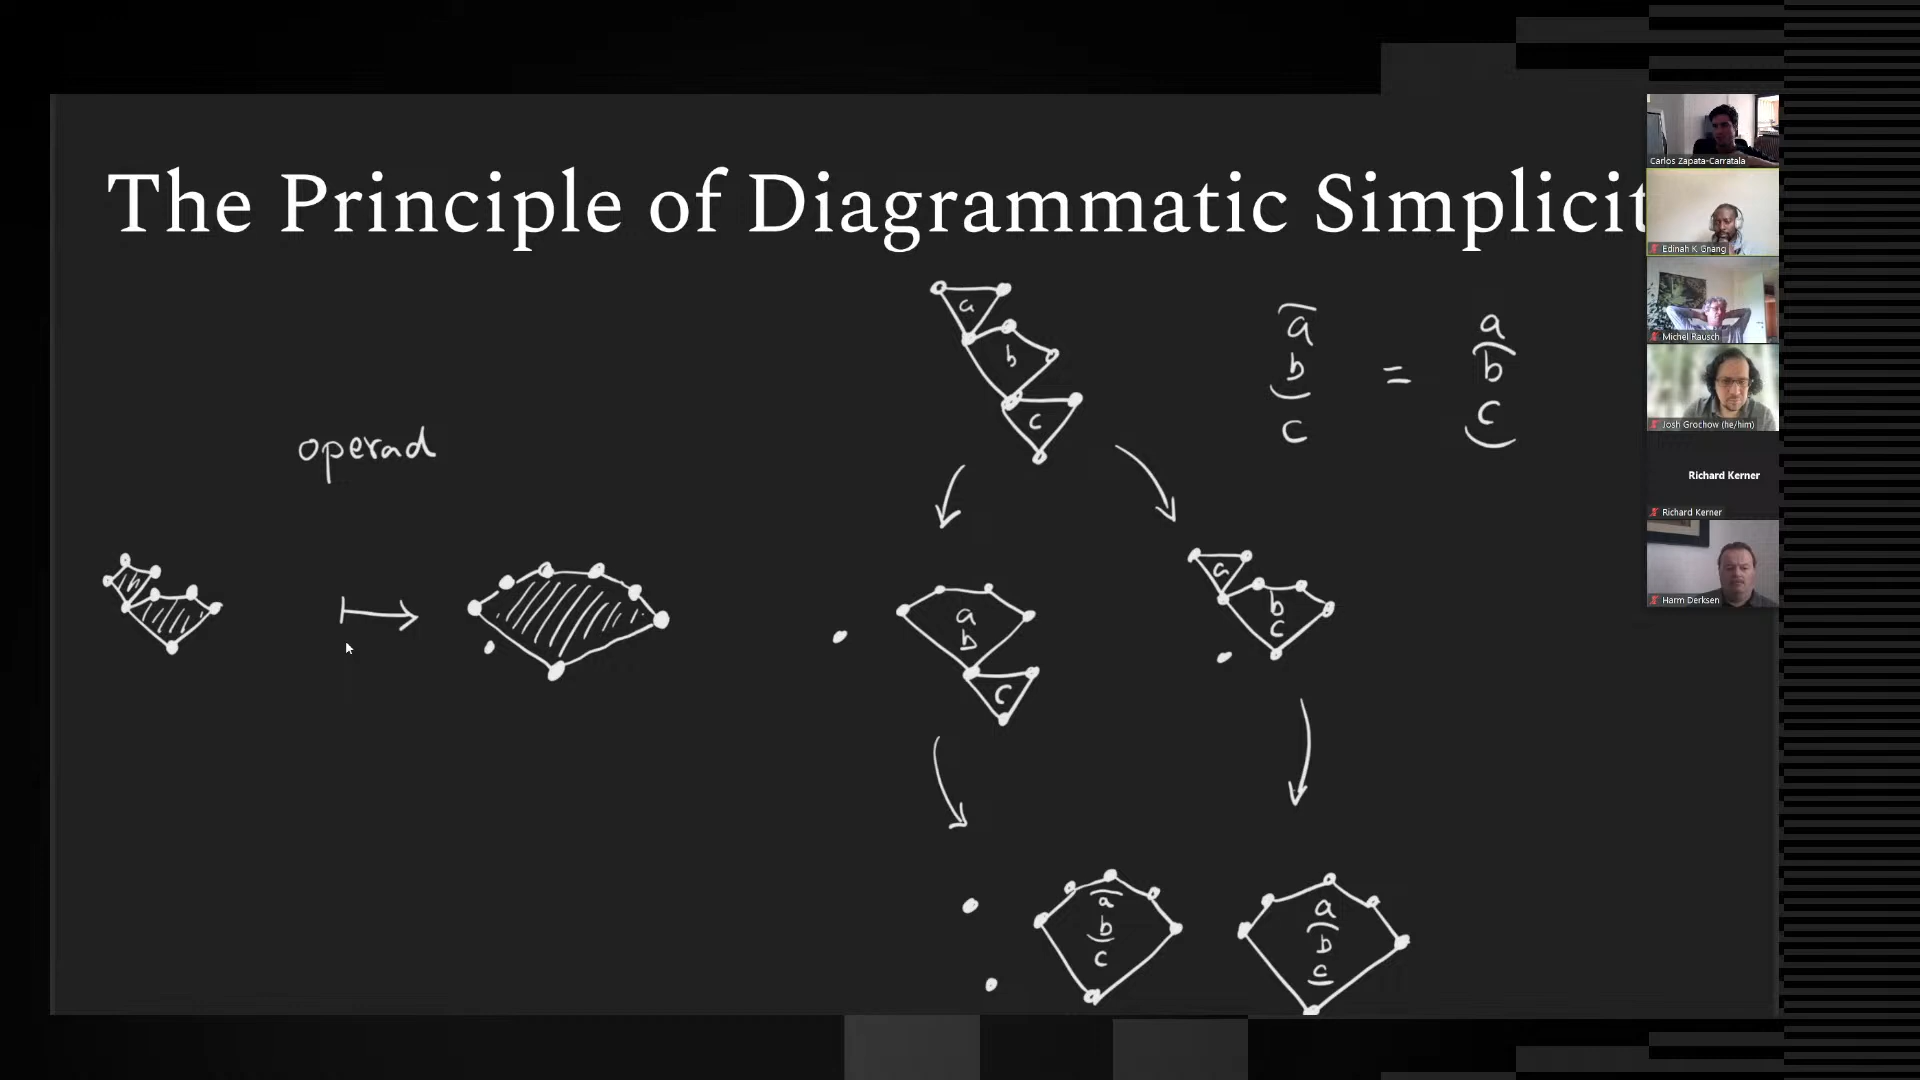 The Principle of Diagrammatic Simplicit
operad
a
b
c
a
b
c
=
a
b
c
a
b
c
a
b
c
a
b
c
a
b
c
Carlos Zapata-Carratala
Edinah K Gnang
Michel Rausch
Josh Grochow (he/him)
Richard Kerner
Richard Kerner
Harm Derksen